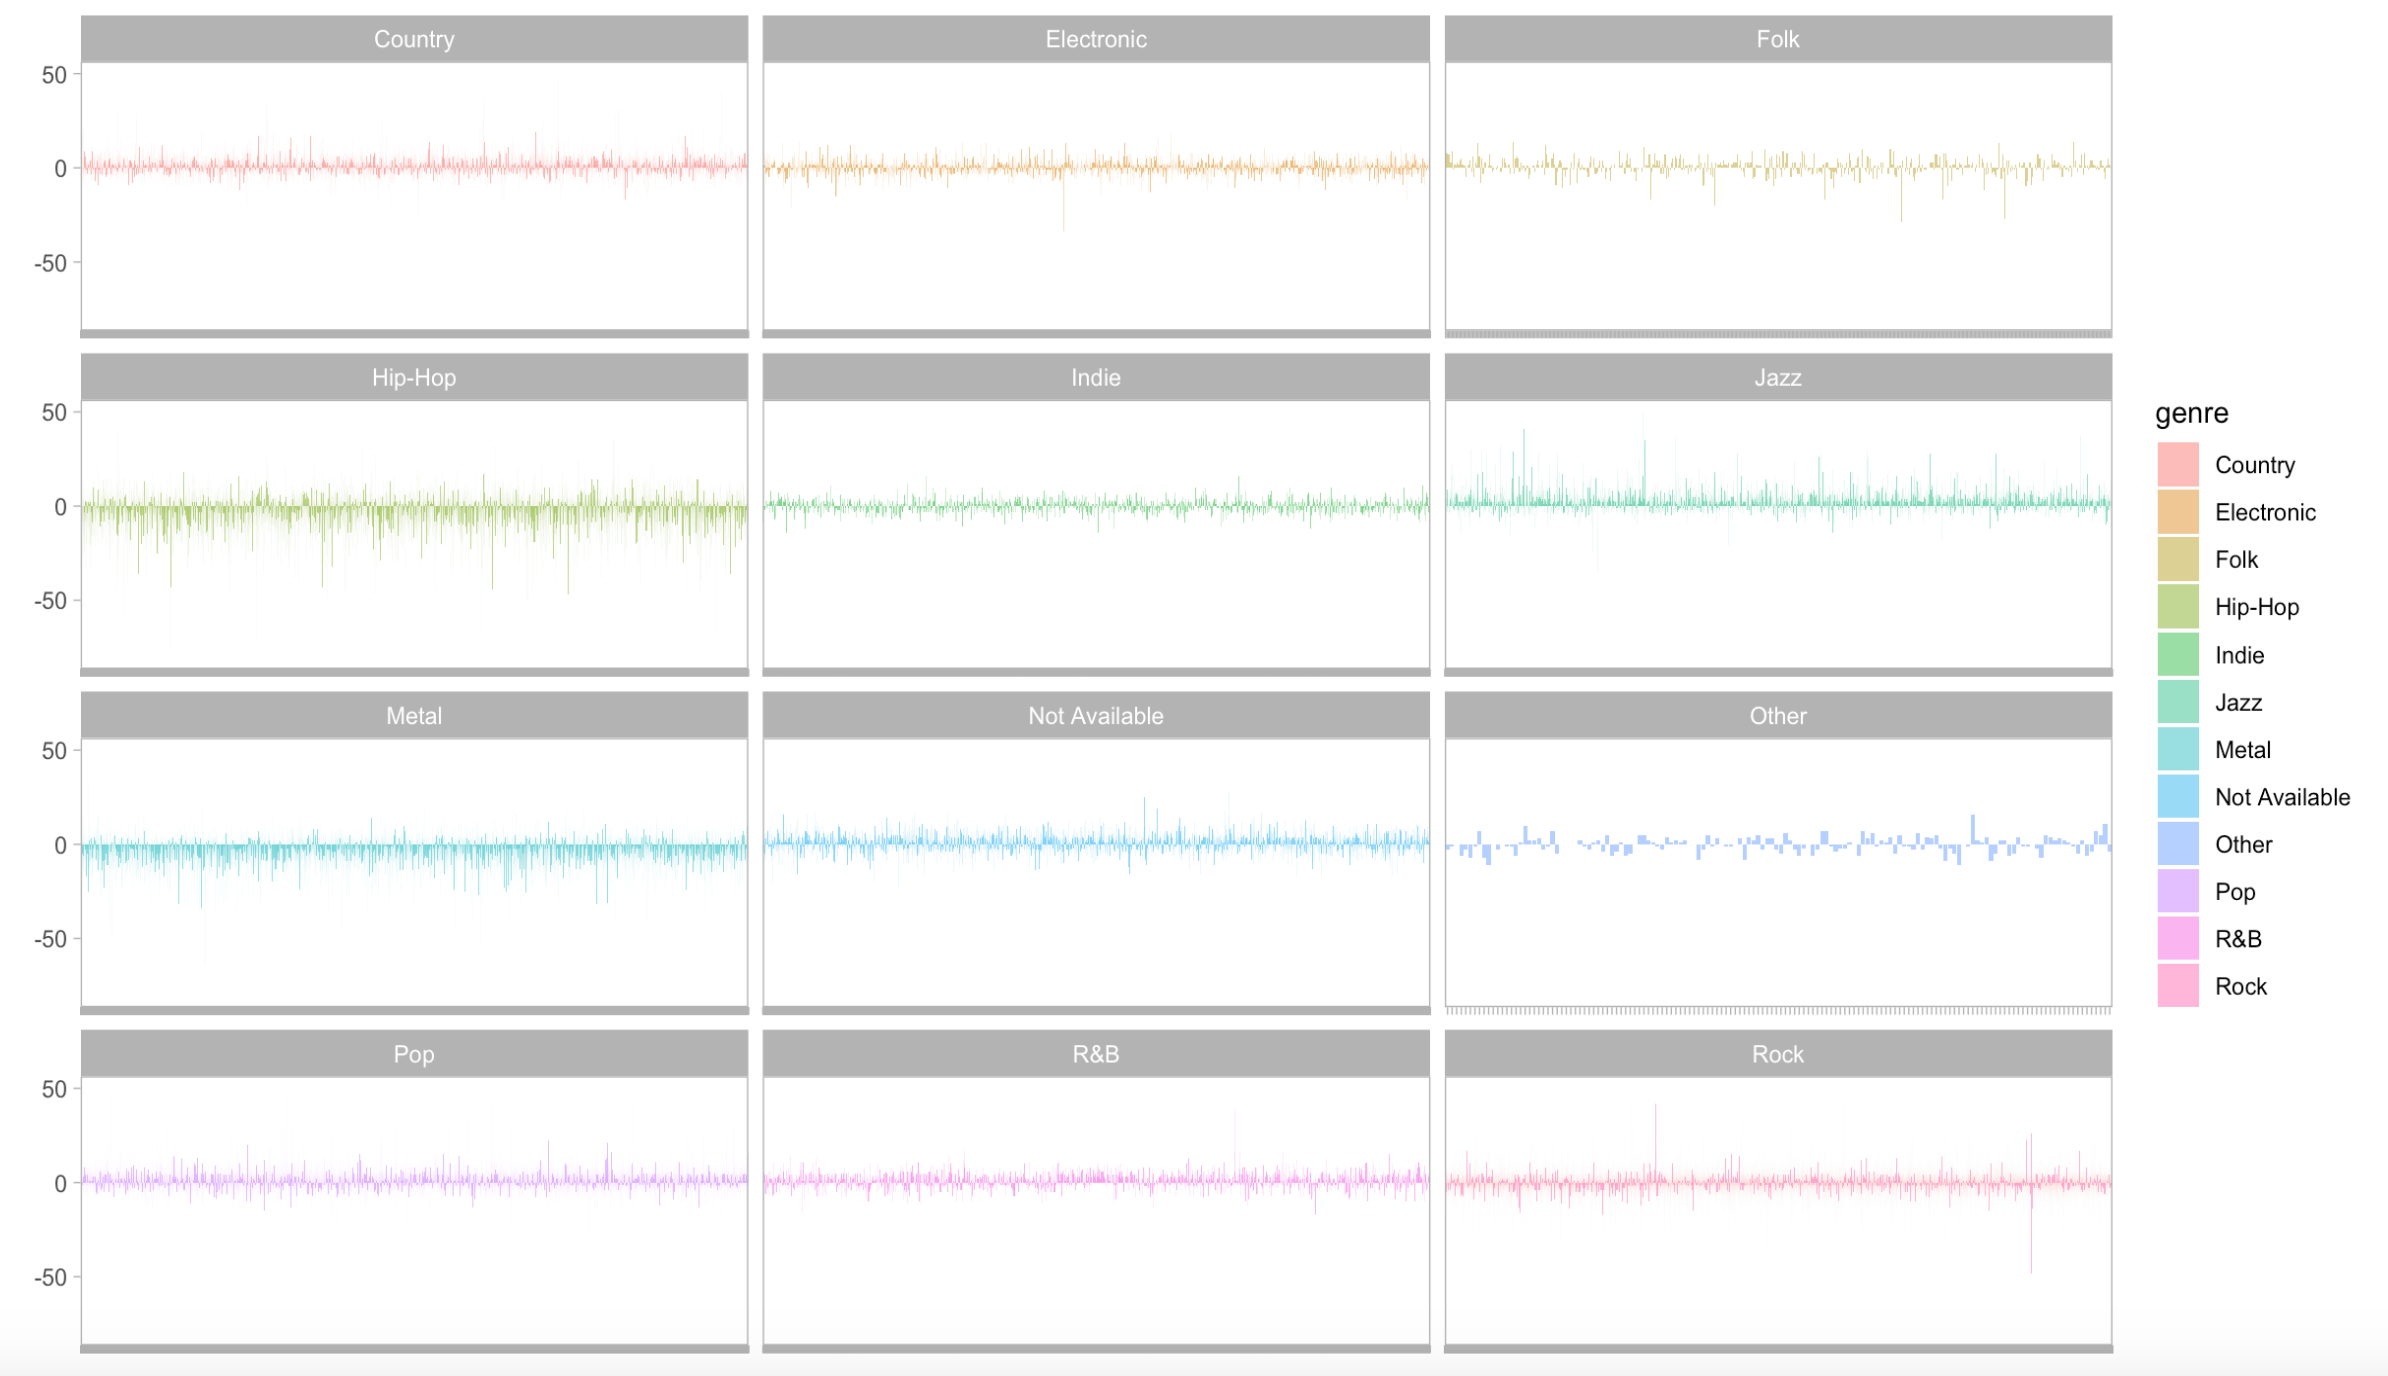 Country
Electronic
Folk
50
0
-50
Hip-Hop
Indie
Jazz
50
0
-50
Metal
Not Available
Other
50
0
-50
Pop
R&B
Rock
50
0
-50
genre
Country
Electronic
Folk
Hip-Hop
Indie
Jazz
Metal
Not Available
Other
Pop
R&B
Rock